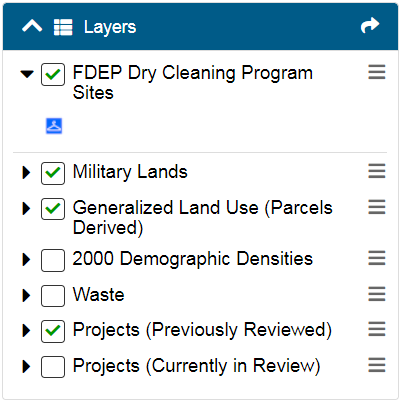 Layers
FDEP Dry Cleaning Program
Sites
Military Lands
Generalized Land Use (Parcels
Derived)
2000 Demographic Densities
Waste
Projects (Previously Reviewed)
Projects (Currently in Review)